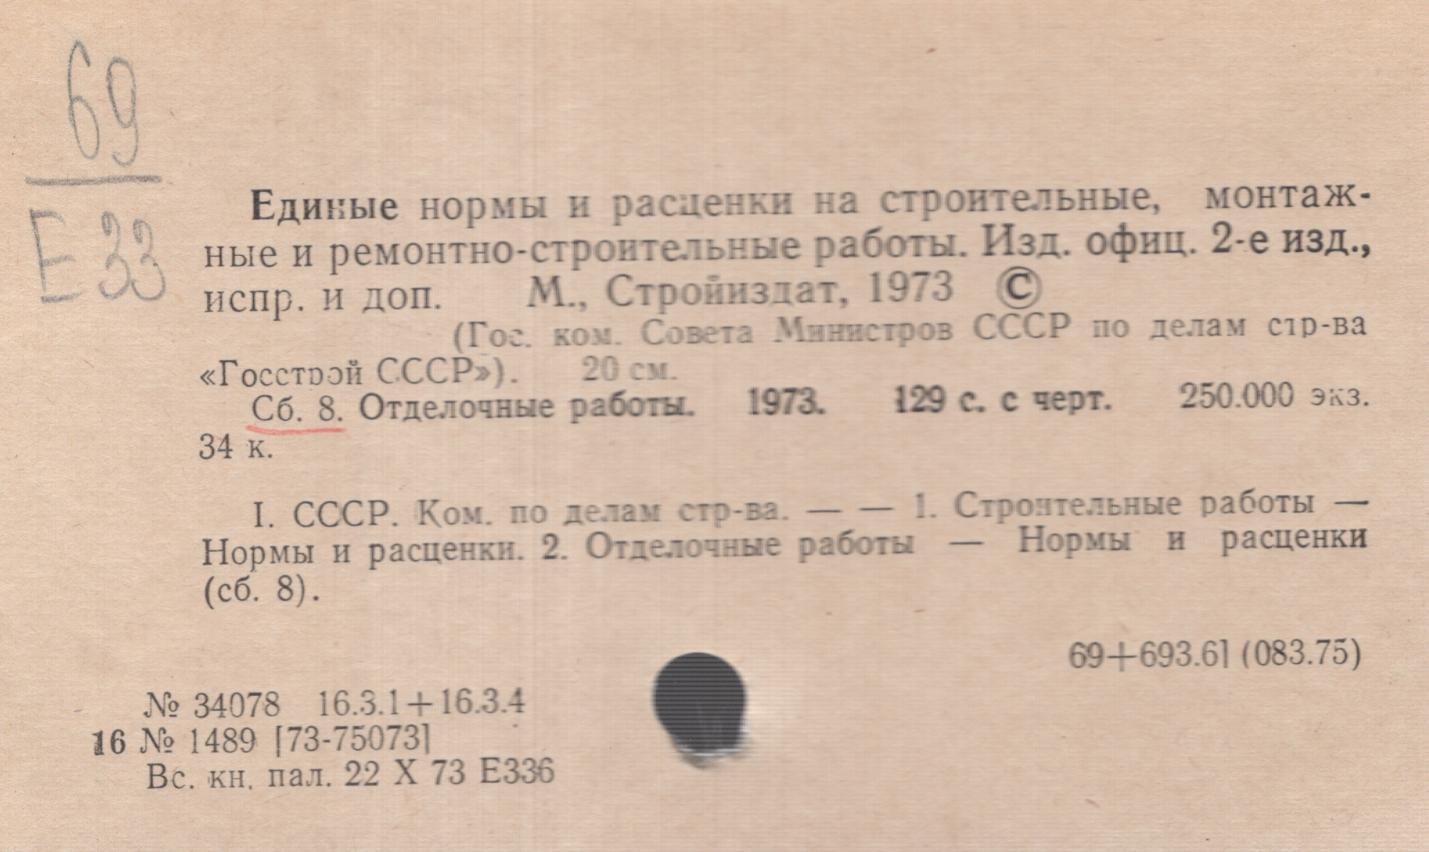 69
Е 33
Единые нормы и расценки на строительные, монтаж-
ные и ремонтно-строительные работы. Изд. офиц. 2-е изд.,
испр. и доп. М., Стройиздат, 1973 ©
(Гос. ком. Совета Министров СССР по делам стр-ва
«Госстрой СССР»). 20 см.
Сб. 8. Отделочные работы. 1973. 129 с. с черт. 250.000 экз.
34 к.
I. СССР. Ком. по делам стр-ва. — — 1. Строительные работы —
Нормы и расценки. 2. Отделочные работы — Нормы и расценки
(сб. 8).
69+693.61 (083.75)
№ 34078 16.3.1+16.3.4
16 № 1489 [73-75073]
Вс. кн. пал. 22 X 73 Е336